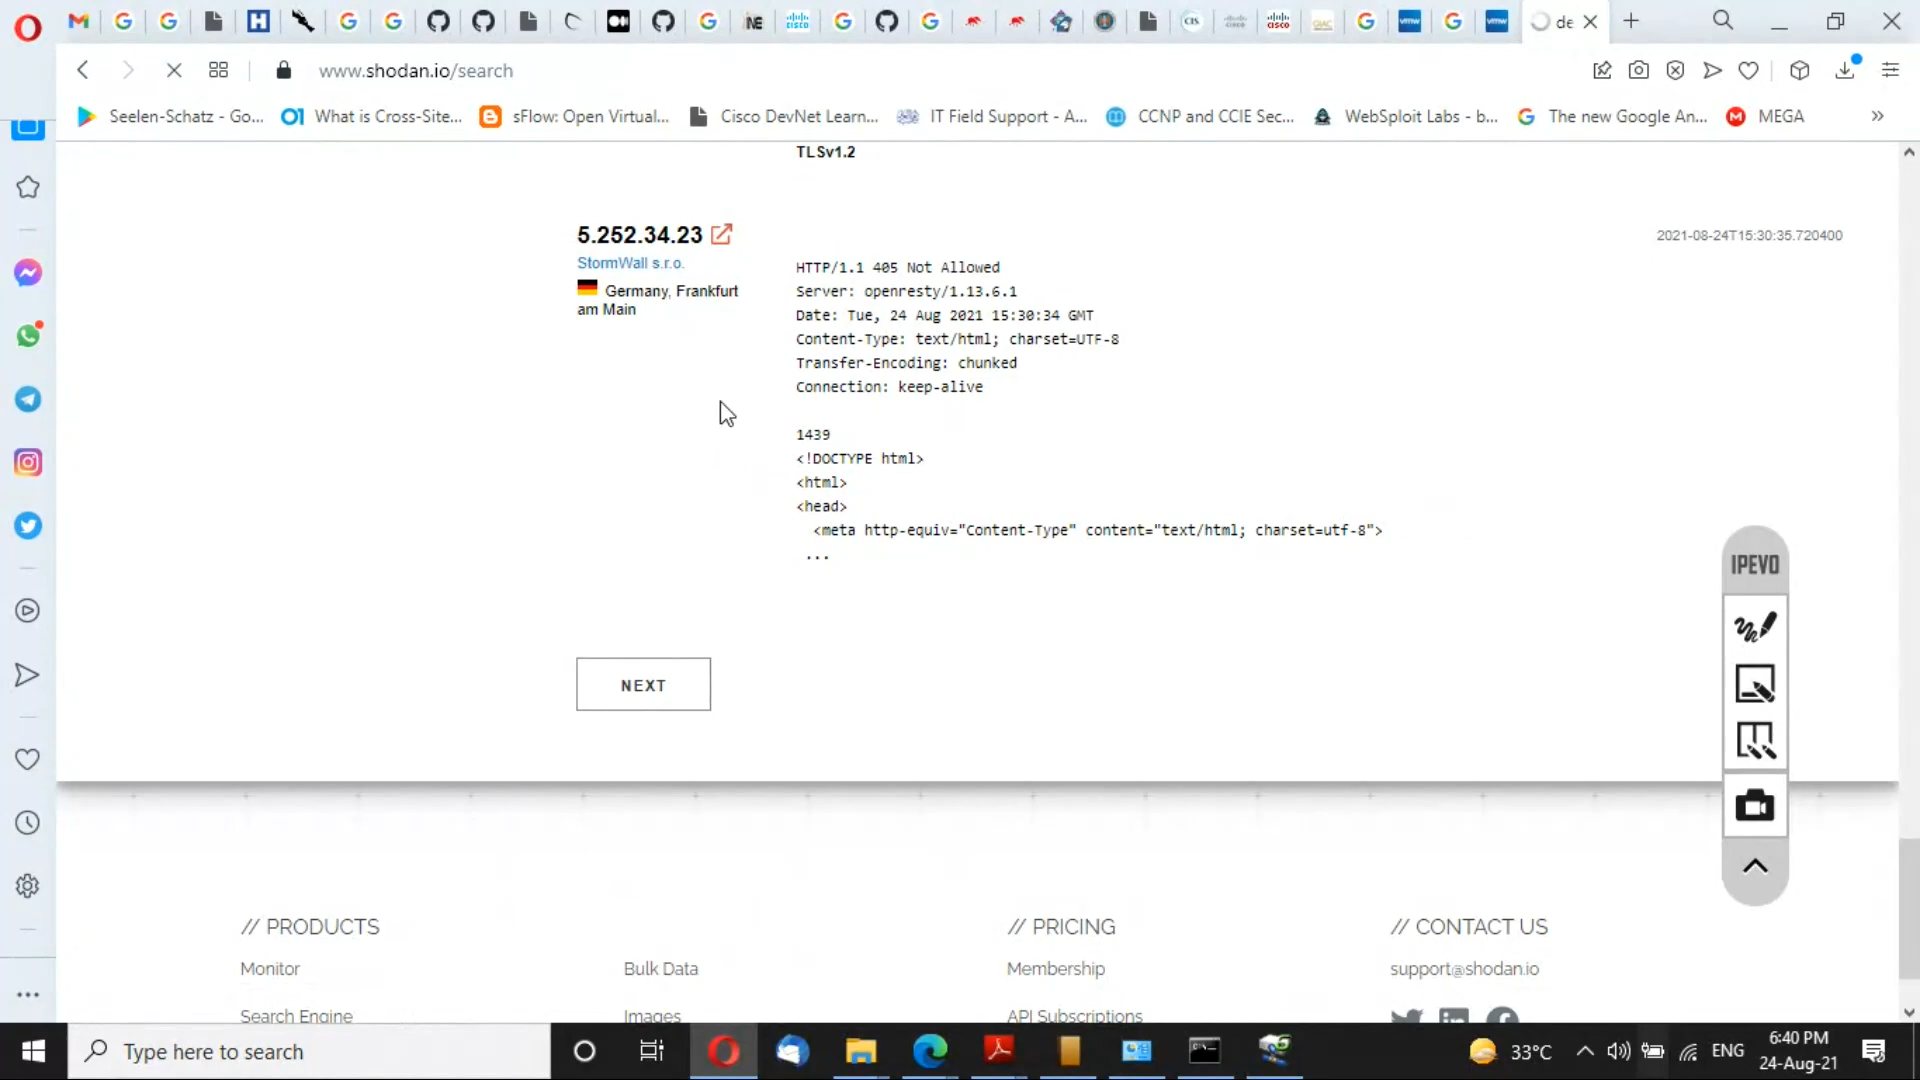 de
www.shodan.io/search
Seelen-Schatz - Go...
What is Cross-Site...
sFlow: Open Virtual...
Cisco DevNet Learn...
IT Field Support - A...
CCNP and CCIE Sec...
WebSploit Labs - b...
The new Google An...
MEGA
TLSv1.2
5.252.34.23
2021-08-24T15:30:35.720400
StormWall s.r.o.
Germany, Frankfurt
am Main
HTTP/1.1 405 Not Allowed
Server: openresty/1.13.6.1
Date: Tue, 24 Aug 2021 15:30:34 GMT
Content-Type: text/html; charset=UTF-8
Transfer-Encoding: chunked
Connection: keep-alive
1439
<!DOCTYPE html>
<html>
<head>
<meta http-equiv="Content-Type" content="text/html; charset=utf-8">
...
IPEVO
NEXT
// PRODUCTS
Monitor
Search Engine
Bulk Data
Images
// PRICING
Membership
API Subscriptions
// CONTACT US
support@shodan.io
Type here to search
33°C
ENG
6:40 PM
24-Aug-21